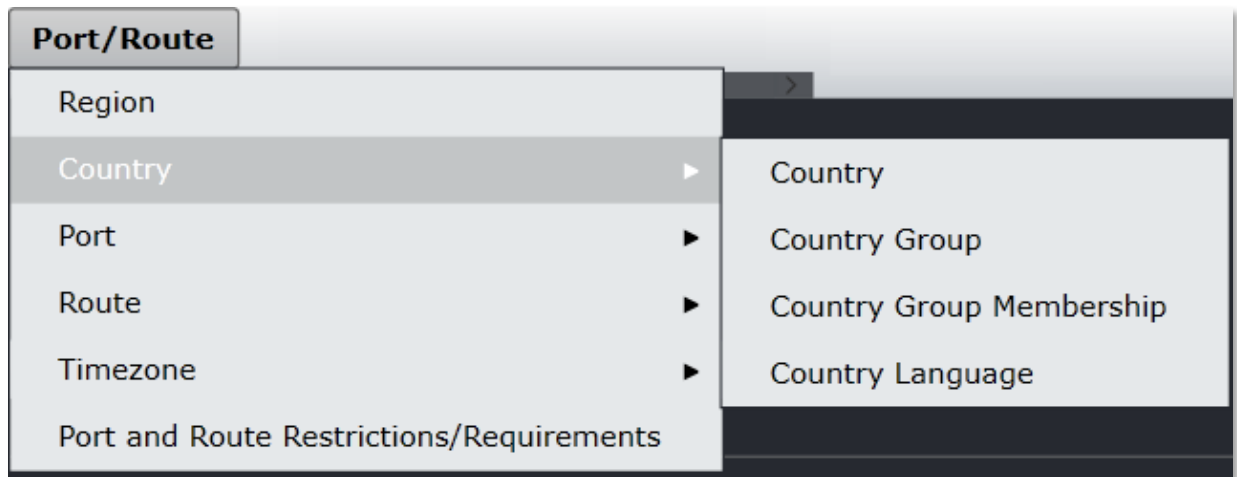 Port/Route
Region
Country
Port
Route
Timezone
Port and Route Restrictions/Requirements
Country
Country Group
Country Group Membership
Country Language